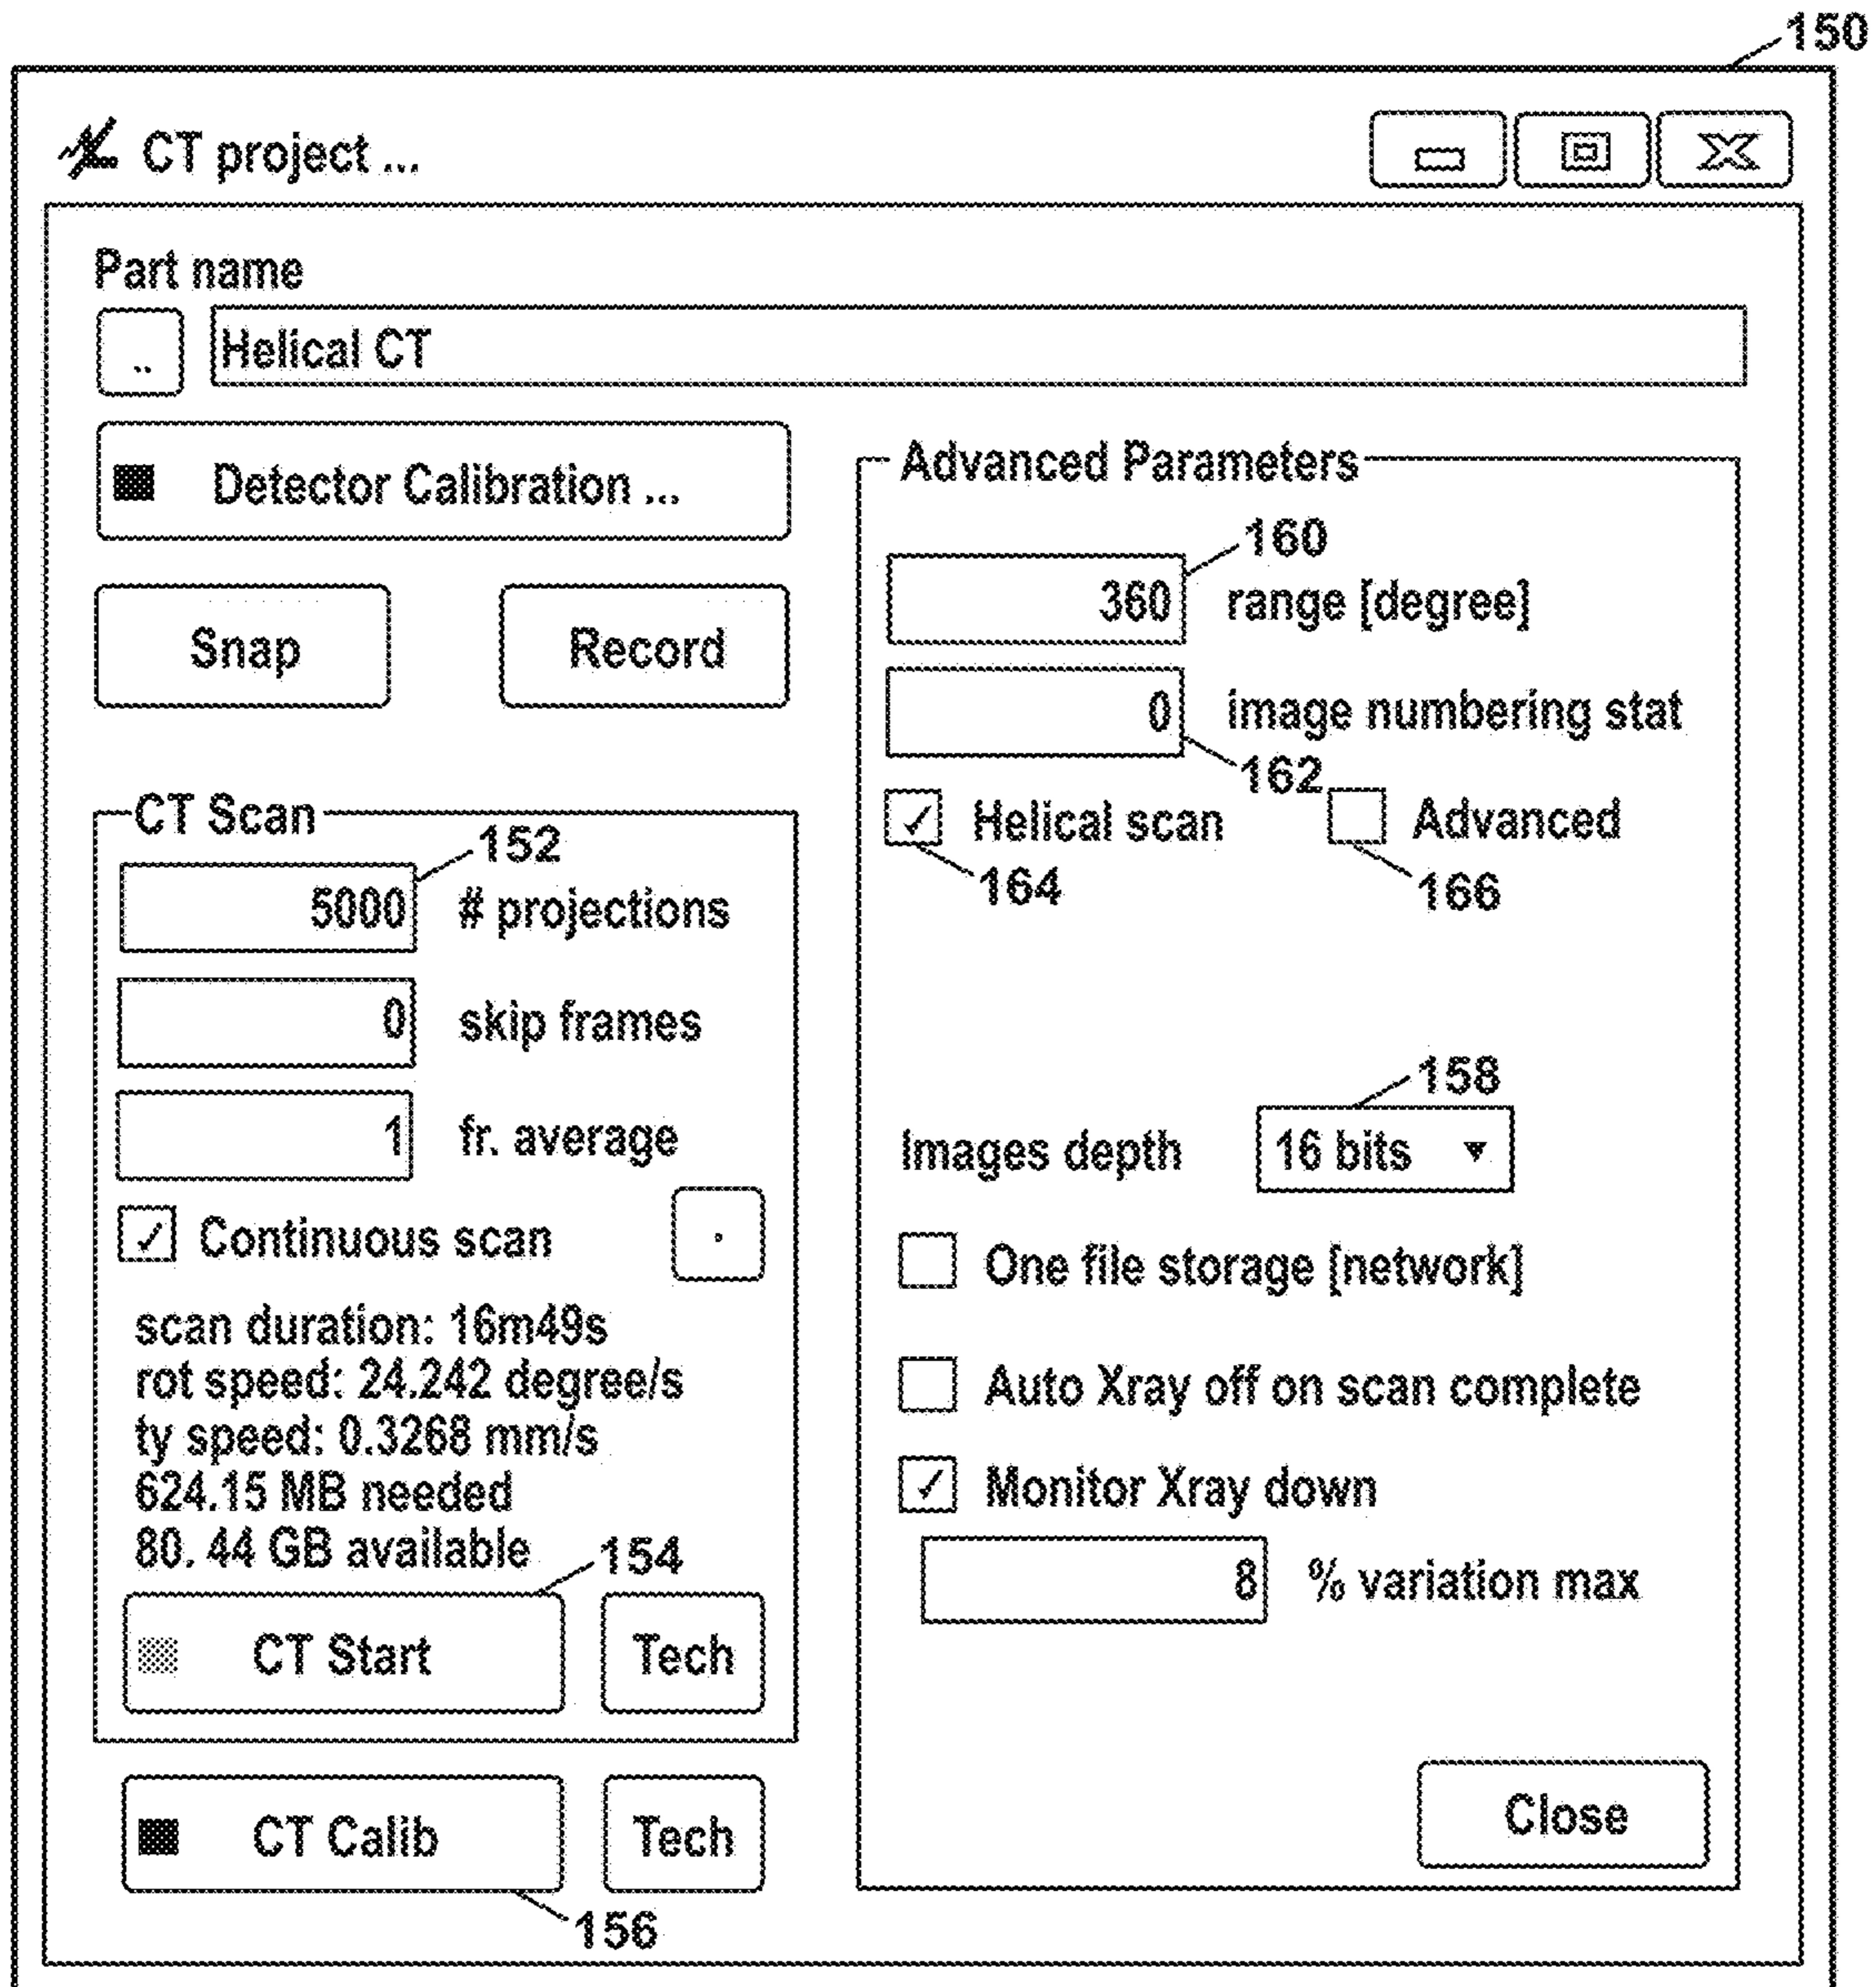 150
CT project ...
Part name
..
Helical CT
Detector Calibration ...
Snap
Record
CT Scan
152
5000 # projections
0 skip frames
1 fr. average
Continuous scan
.
scan duration: 16m49s
rot speed: 24.242 degree/s
ty speed: 0.3268 mm/s
624.15 MB needed
80. 44 GB available
154
CT Start
Tech
CT Calib
Tech
156
Advanced Parameters
160
360 range [degree]
0 image numbering stat
162
Helical scan
Advanced
164
166
158
Images depth 16 bits
One file storage [network]
Auto Xray off on scan complete
Monitor Xray down
8 % variation max
Close